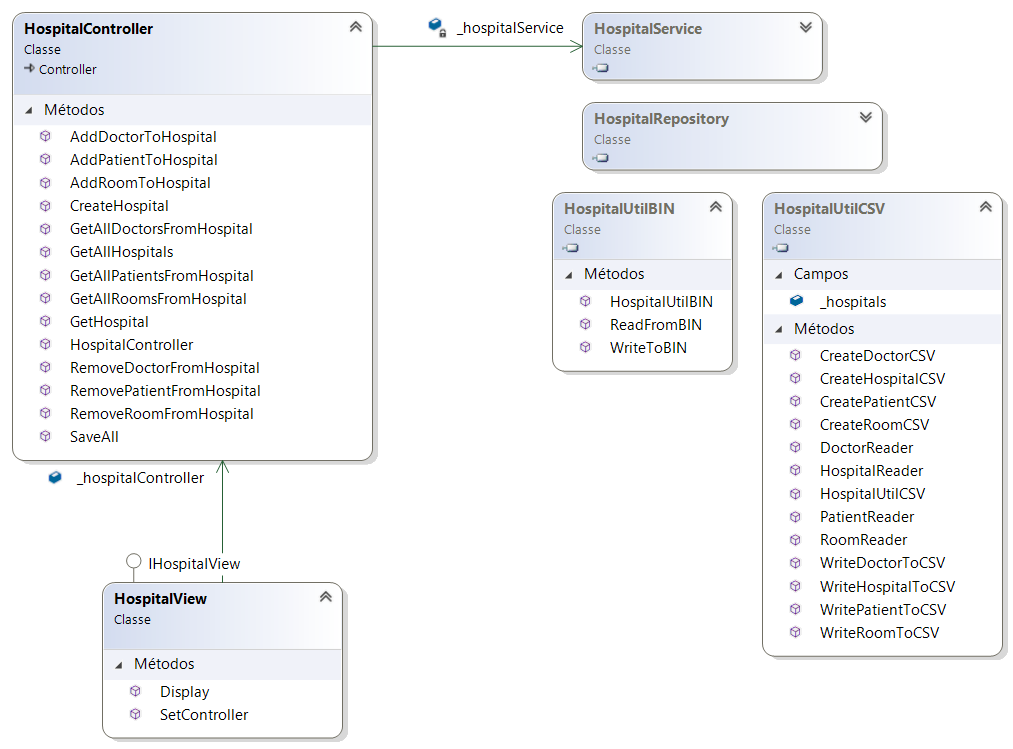 HospitalController
Classe
Controller
Métodos
AddDoctorToHospital
AddPatientToHospital
AddRoomToHospital
CreateHospital
GetAllDoctorsFromHospital
GetAllHospitals
GetAllPatientsFromHospital
GetAllRoomsFromHospital
GetHospital
HospitalController
RemoveDoctorFromHospital
RemovePatientFromHospital
RemoveRoomFromHospital
SaveAll
_hospitalController
IHospitalView
HospitalView
Classe
Métodos
Display
SetController
_hospitalService
HospitalService
Classe
HospitalRepository
Classe
HospitalUtilBIN
Classe
Métodos
HospitalUtilBIN
ReadFromBIN
WriteToBIN
HospitalUtilCSV
Classe
Campos
_hospitals
Métodos
CreateDoctorCSV
CreateHospitalCSV
CreatePatientCSV
CreateRoomCSV
DoctorReader
HospitalReader
HospitalUtilCSV
PatientReader
RoomReader
WriteDoctorToCSV
WriteHospitalToCSV
WritePatientToCSV
WriteRoomToCSV